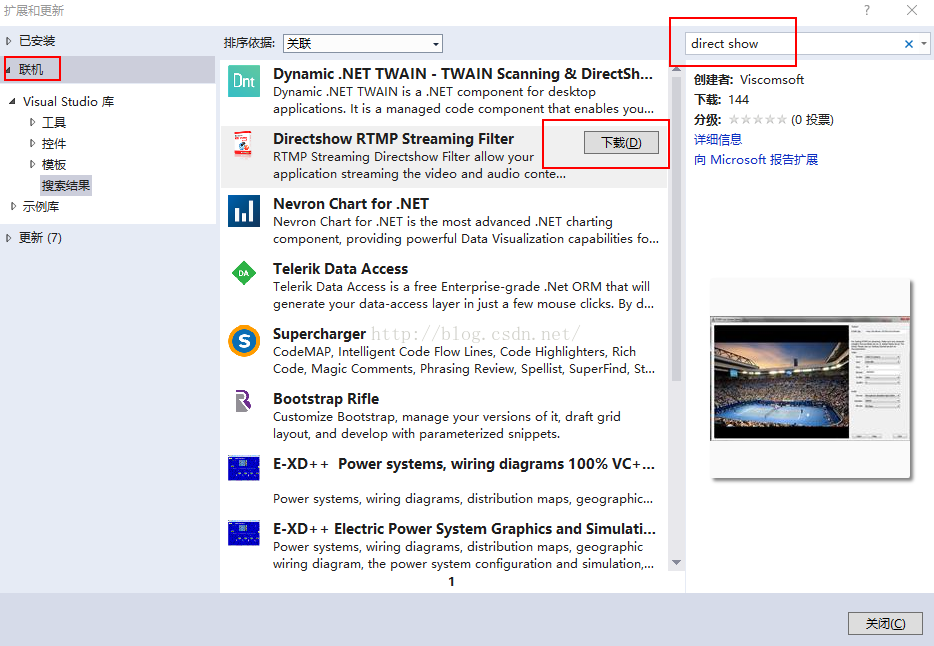 扩展和更新
?
已安装
联机
Visual Studio 库
工具
控件
模板
搜索结果
示例库
更新 (7)
排序依据: 关联
Dnt
Dynamic .NET TWAIN - TWAIN Scanning & DirectSh...
Dynamic .NET TWAIN is a .NET component for desktop
applications. It is a managed code component that enables you...
Directshow RTMP Streaming Filter
RTMP Streaming Directshow Filter allow your
application streaming the video and audio conte...
下载(D)
Nevron Chart for .NET
Nevron Chart for .NET is the most advanced .NET charting
component, providing powerful Data Visualization capabilities fo...
DA
Telerik Data Access
Telerik Data Access is a free Enterprise-grade .Net ORM that will
generate your data-access layer in just a few mouse clicks. By d...
S
Supercharger
http://blog.csdn.net/
CodeMAP, Intelligent Code Flow Lines, Code Highlighters, Rich
Code, Magic Comments, Phrasing Review, Spellist, SuperFind, St...
Bootstrap Rifle
Customize Bootstrap, manage your versions of it, draft grid
layout, and develop with parameterized snippets.
E-XD++  Power systems, wiring diagrams 100% VC+...
Power systems, wiring diagrams, distribution maps, geographic...
E-XD++ Electric Power System Graphics and Simulati...
Power systems, wiring diagrams, distribution maps, geographic
wiring diagram, the power system configuration and simulation,...
1
direct show
创建者: Viscomsoft
下载: 144
分级: (0 投票)
详细信息
向 Microsoft 报告扩展
关闭(C)